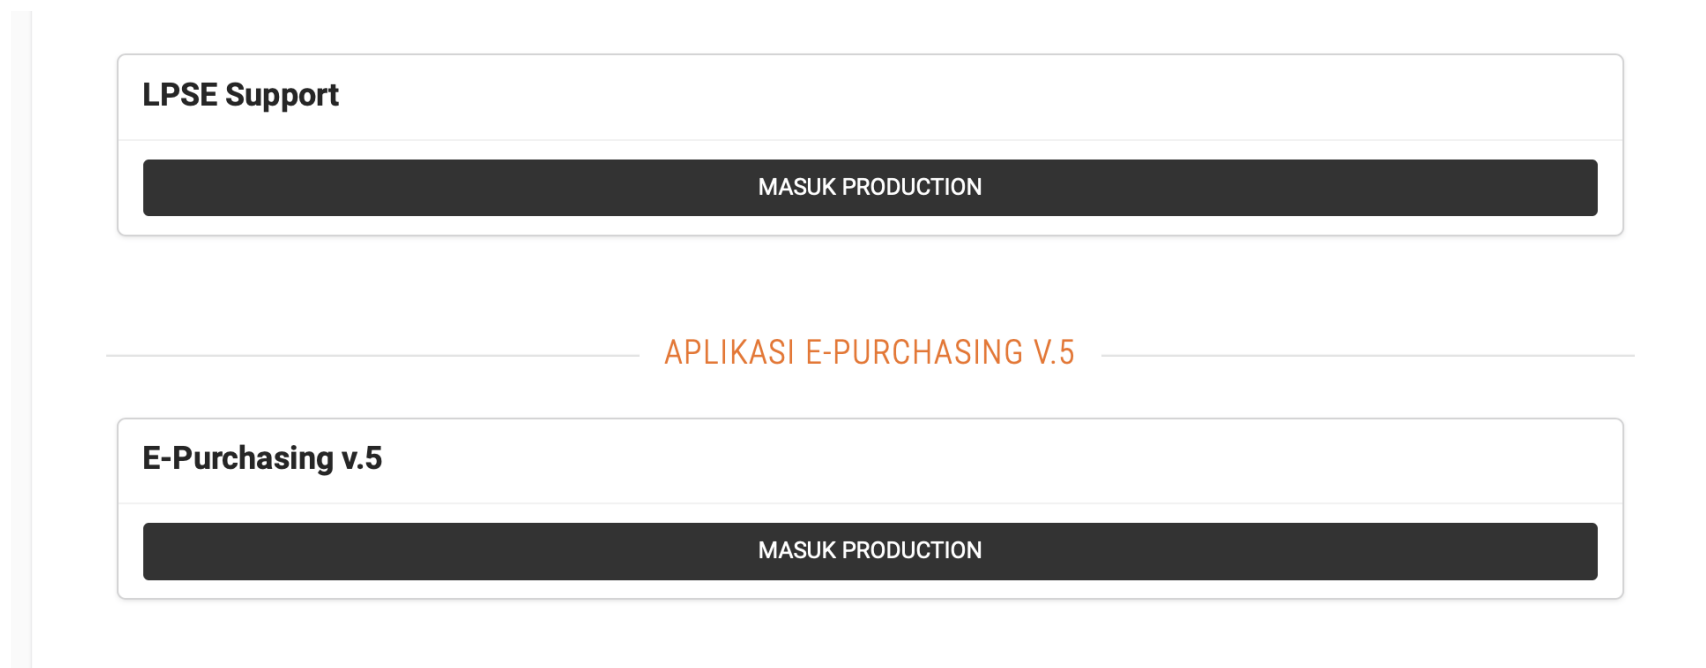 LPSE Support
MASUK PRODUCTION
APLIKASI E-PURCHASING V.5
E-Purchasing v.5
MASUK PRODUCTION